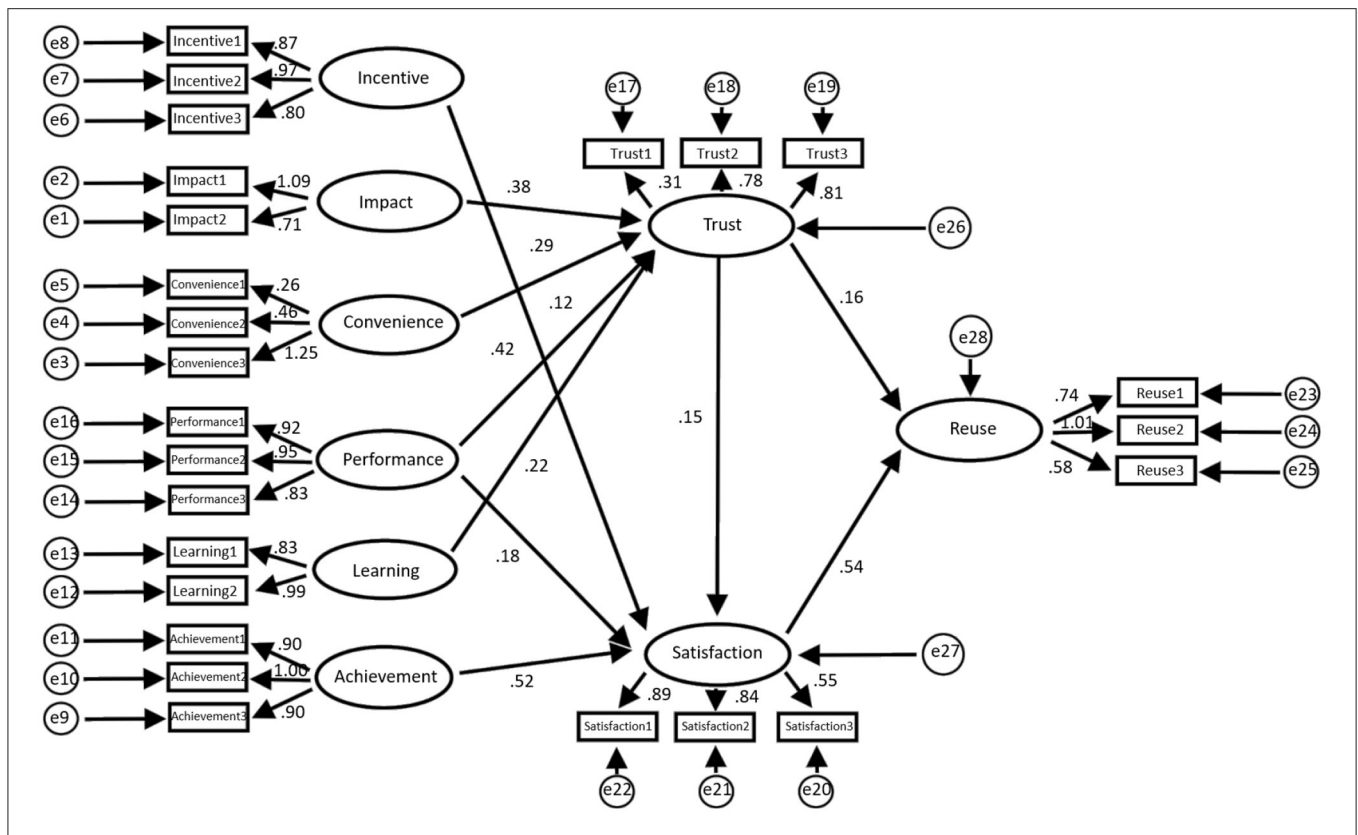 e8
Incentive1
.87
Incentive
e7
Incentive2
.97
e6
Incentive3
.80
e2
Impact1
1.09
Impact
e1
Impact2
.71
e5
Convenience1
.26
Convenience
e4
Convenience2
.46
e3
Convenience3
1.25
e16
Performance1
.92
Performance
e15
Performance2
.95
e14
Performance3
.83
e13
Learning1
.83
Learning
e12
Learning2
.99
e11
Achievement1
.90
Achievement
e10
Achievement2
1.00
e9
Achievement3
.90
.38
.29
.12
.42
.22
.18
.52
e17
e18
e19
Trust1
Trust2
Trust3
.31
.78
.81
Trust
e26
.16
.15
.54
Satisfaction
e27
.89
.84
.55
Satisfaction1
Satisfaction2
Satisfaction3
e22
e21
e20
e28
Reuse
.74
Reuse1
e23
1.01
Reuse2
e24
.58
Reuse3
e25